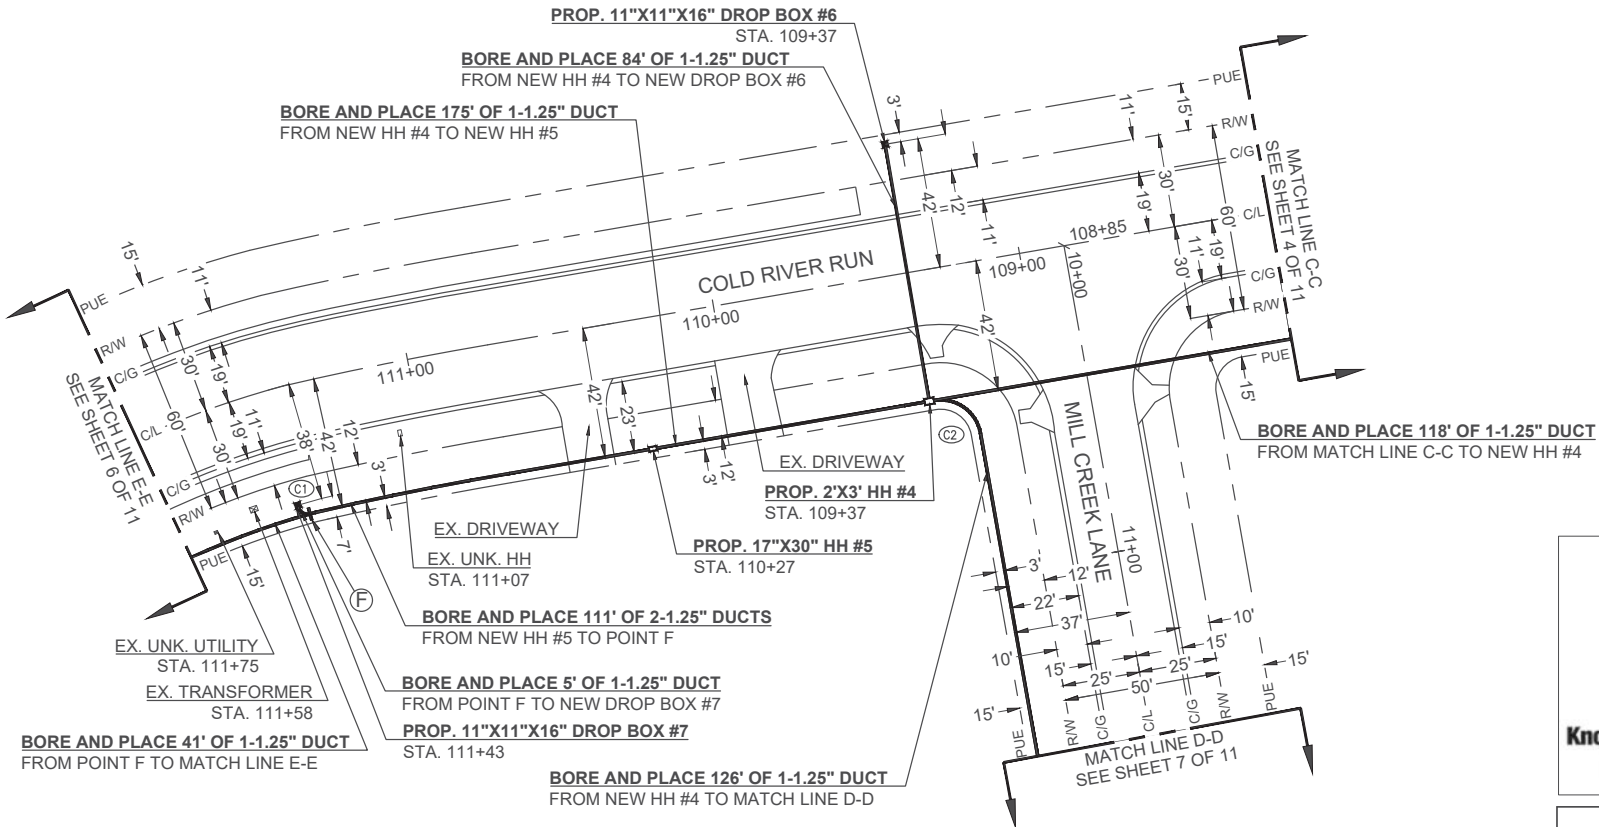 PROP. 11"X11"X16" DROP BOX #6
STA. 109+37
BORE AND PLACE 84' OF 1-1.25" DUCT
FROM NEW HH #4 TO NEW DROP BOX #6
BORE AND PLACE 175' OF 1-1.25" DUCT
FROM NEW HH #4 TO NEW HH #5
PUE
15'
11'
3'
R/W
C/G
MATCH LINE C-C
SEE SHEET 4 OF 11
30'
19'
60'
C/L
42'
12'
11'
108+85
109+00
10+00
19'
11'
30'
C/G
R/W
PUE
15'
COLD RIVER RUN
110+00
111+00
15'
11'
PUE
R/W
C/G
C/L
C/G
R/W
PUE
MATCH LINE E-E
SEE SHEET 6 OF 11
30'
19'
60'
11'
19'
30'
38'
42'
12'
3'
C1
7'
15'
F
42'
23'
12'
3'
42'
C2
MILL CREEK LANE
11+00
BORE AND PLACE 118' OF 1-1.25" DUCT
FROM MATCH LINE C-C TO NEW HH #4
EX. DRIVEWAY
PROP. 2'X3' HH #4
STA. 109+37
EX. DRIVEWAY
PROP. 17"X30" HH #5
STA. 110+27
EX. UNK. HH
STA. 111+07
BORE AND PLACE 111' OF 2-1.25" DUCTS
FROM NEW HH #5 TO POINT F
EX. UNK. UTILITY
STA. 111+75
EX. TRANSFORMER
STA. 111+58
BORE AND PLACE 5' OF 1-1.25" DUCT
FROM POINT F TO NEW DROP BOX #7
PROP. 11"X11"X16" DROP BOX #7
STA. 111+43
BORE AND PLACE 41' OF 1-1.25" DUCT
FROM POINT F TO MATCH LINE E-E
BORE AND PLACE 126' OF 1-1.25" DUCT
FROM NEW HH #4 TO MATCH LINE D-D
3'
12'
22'
37'
10'
10'
15'
15'
25'
25'
15'
50'
15'
PUE
R/W
C/G
C/L
C/G
R/W
PUE
MATCH LINE D-D
SEE SHEET 7 OF 11
Kno